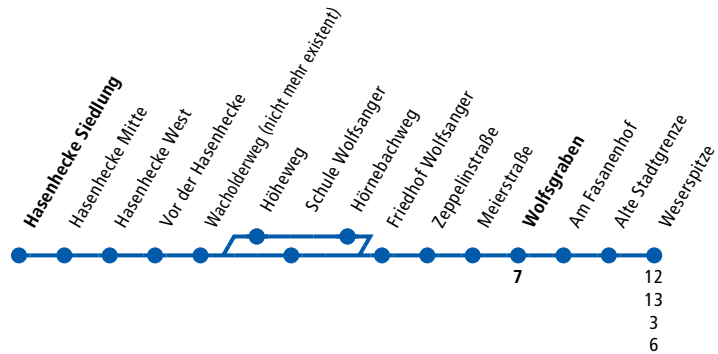 Hasenhecke Siedlung
Hasenhecke Mitte
Hasenhecke West
Vor der Hasenhecke
Wacholderweg (nicht mehr existent)
Höheweg
Schule Wolfsanger
Hörnebachweg
Friedhof Wolfsanger
Zeppelinstraße
Meierstraße
Wolfsgraben
Am Fasanenhof
Alte Stadtgrenze
Weserspitze
7
12
13
3
6